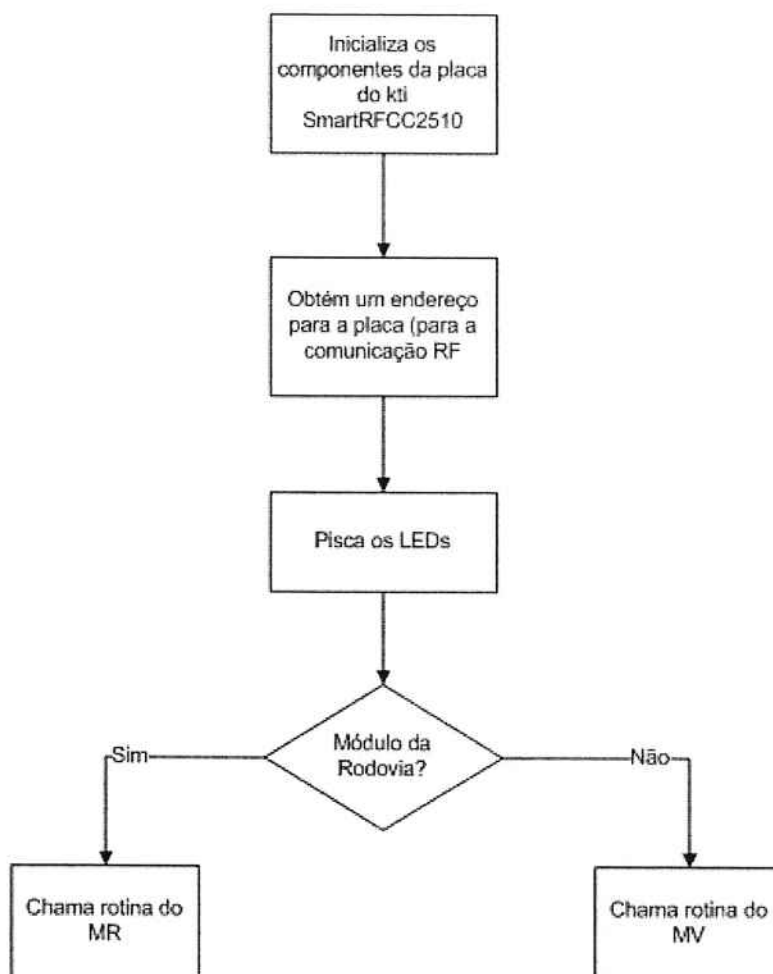 Inicializa os
componentes da placa
do kti
SmartRFCC2510
Obtém um endereço
para a placa (para a
comunicação RF
Pisca os LEDs
Módulo da
Rodovia?
Sim
Não
Chama rotina do
MR
Chama rotina do
MV